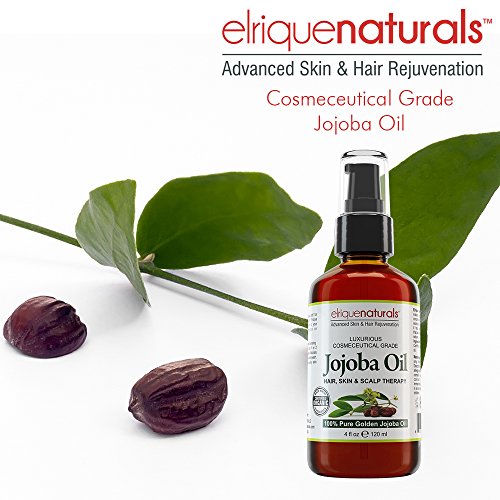 elriquenaturals™
Advanced Skin & Hair Rejuvenation
Cosmeceutical Grade
Jojoba Oil
elriquenaturals™
Advanced Skin & Hair Rejuvenation
LUXURIOUS
COSMECEUTICAL GRADE
Jojoba Oil
HAIR, SKIN & SCALP THERAPY
100% Pure Golden Jojoba Oil
4 fl oz ℮ 120 ml